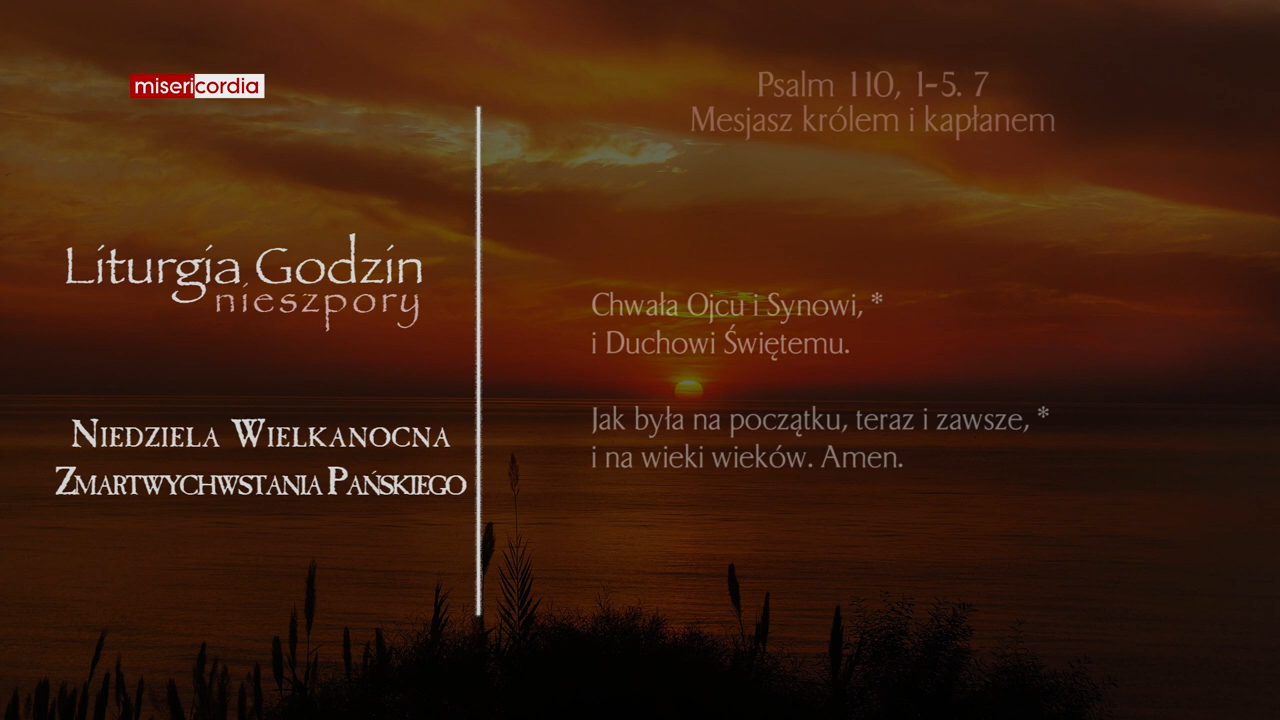 misericordia
Liturgia Godzin
nieszpory
Niedziela Wielkanocna
Zmartwychwstania Pańskiego
Psalm 110, 1-5. 7
Mesjasz królem i kapłanem
Chwała Ojcu i Synowi, *
i Duchowi Świętemu.
Jak była na początku, teraz i zawsze, *
i na wieki wieków. Amen.